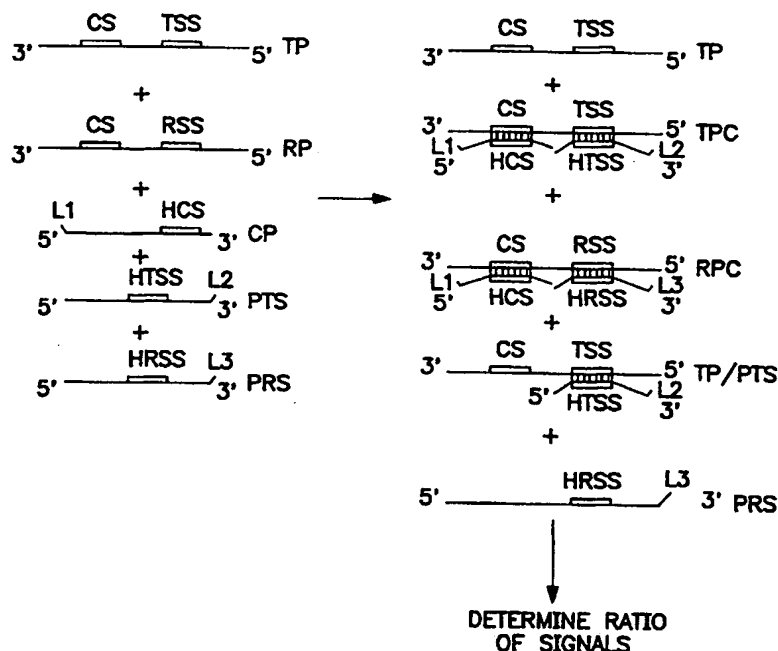 CS TSS
3' 5' TP
+
CS RSS
3' 5' RP
+
L1 HCS
5' 3' CP
+
HTSS L2
5' 3' PTS
+
HRSS L3
5' 3' PRS
CS TSS
3' 5' TP
+
CS TSS
3' 5' TPC
L1 L2
5' HCS HTSS 3'
+
CS RSS
3' 5' RPC
L1 L3
5' HCS HRSS 3'
+
CS TSS
3' 5' TP/PTS
5' L2
HTSS 3'
+
HRSS L3
5' 3' PRS
DETERMINE RATIO
OF SIGNALS